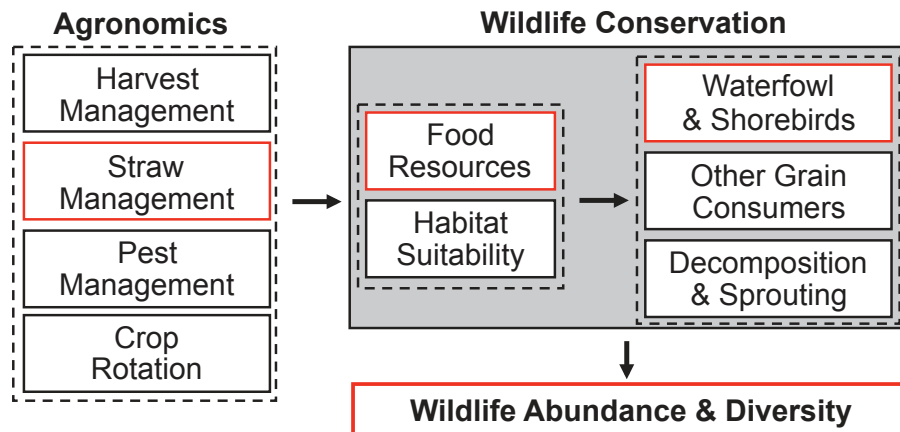 Agronomics
Harvest
Management
Straw
Management
Pest
Management
Crop
Rotation
Wildlife Conservation
Food
Resources
Habitat
Suitability
Waterfowl
& Shorebirds
Other Grain
Consumers
Decomposition
& Sprouting
Wildlife Abundance & Diversity